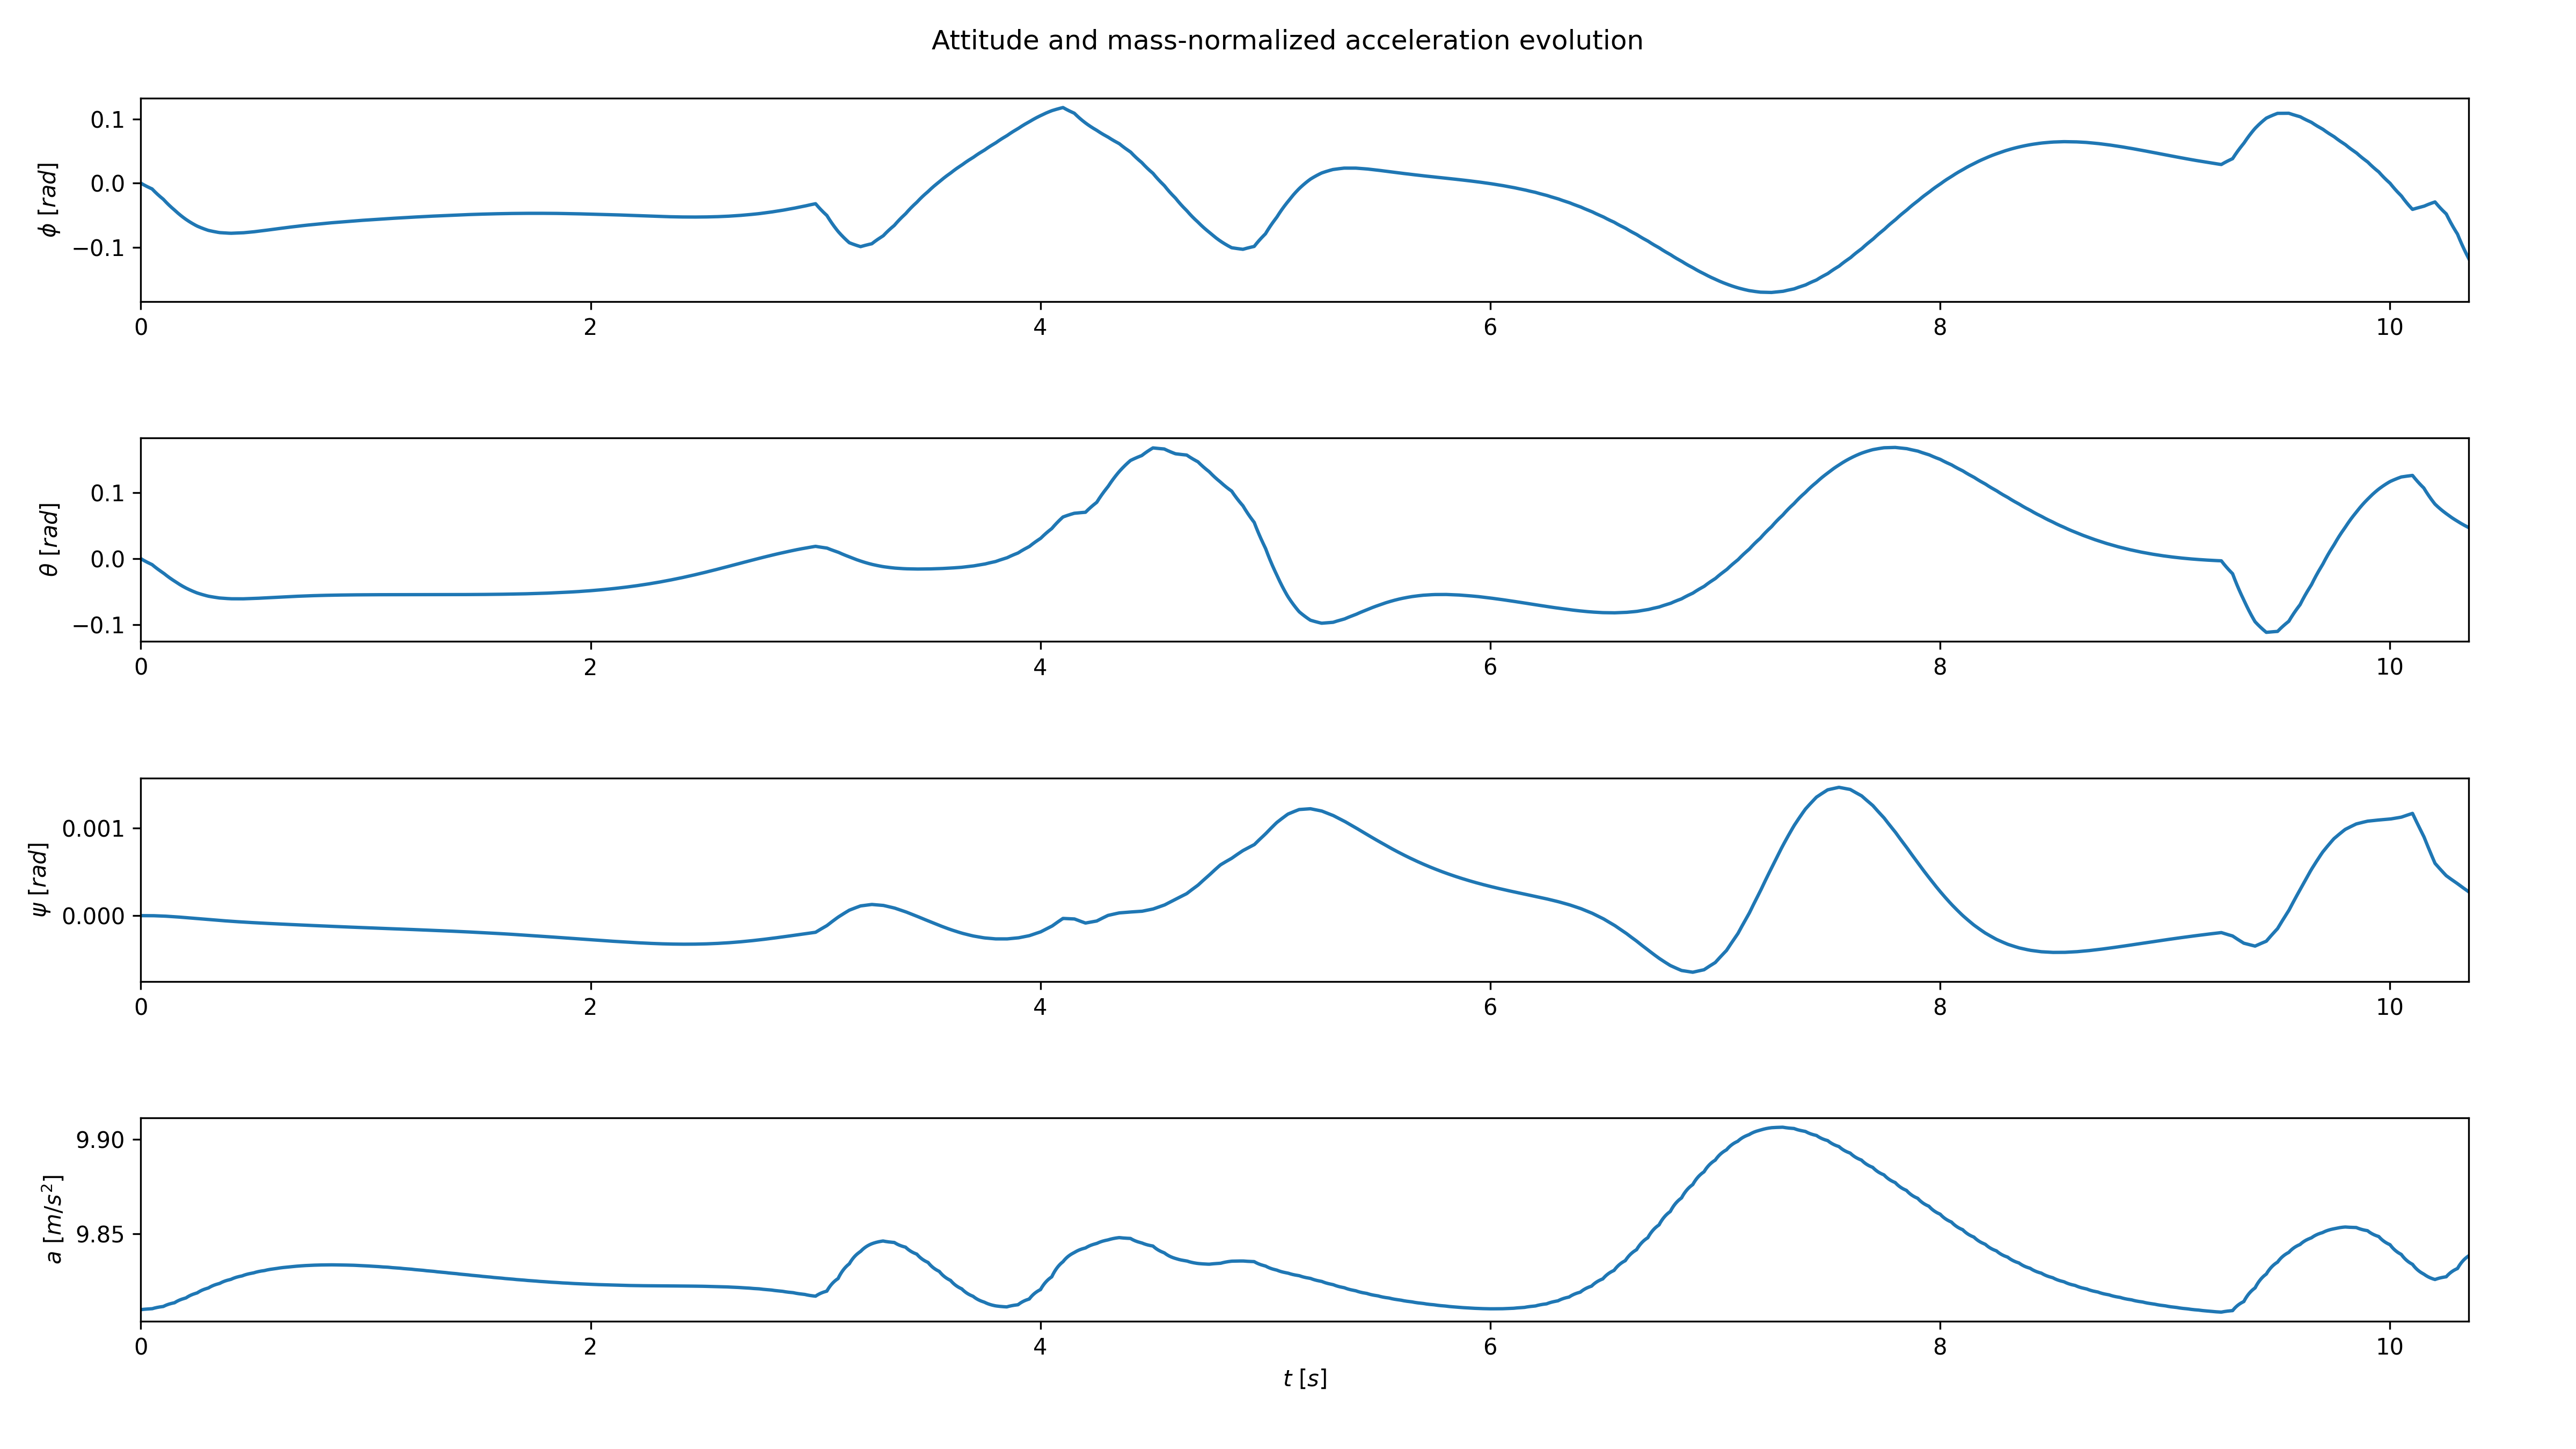 Attitude and mass-normalized acceleration evolution
ϕ [rad]
0.1
0.0
−0.1
0 2 4 6 8 10
θ [rad]
0.1
0.0
−0.1
0 2 4 6 8 10
ψ [rad]
0.001
0.000
0 2 4 6 8 10
a [m/s²]
9.90
9.85
0 2 4 6 8 10
t [s]